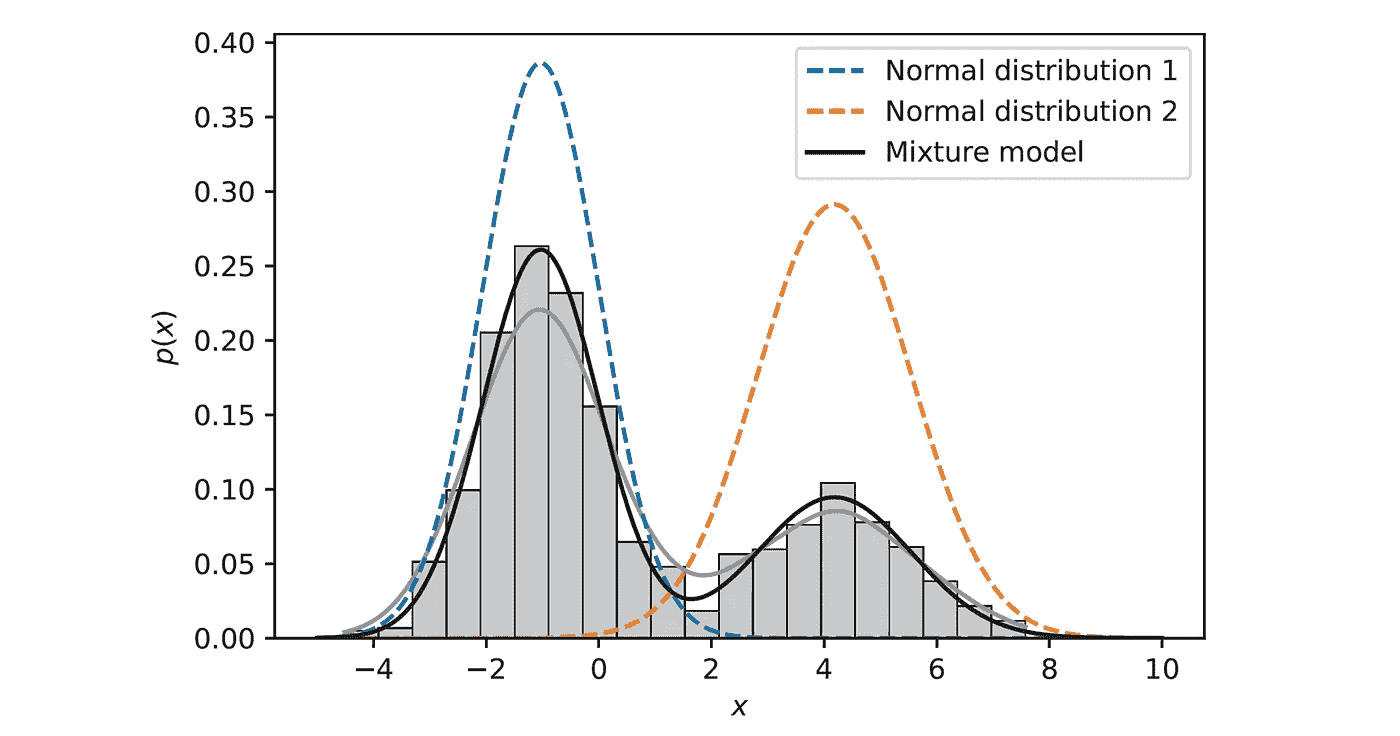 0.40
0.35
0.30
0.25
0.20
0.15
0.10
0.05
0.00
p(x)
Normal distribution 1
Normal distribution 2
Mixture model
−4 −2 0 2 4 6 8 10
x